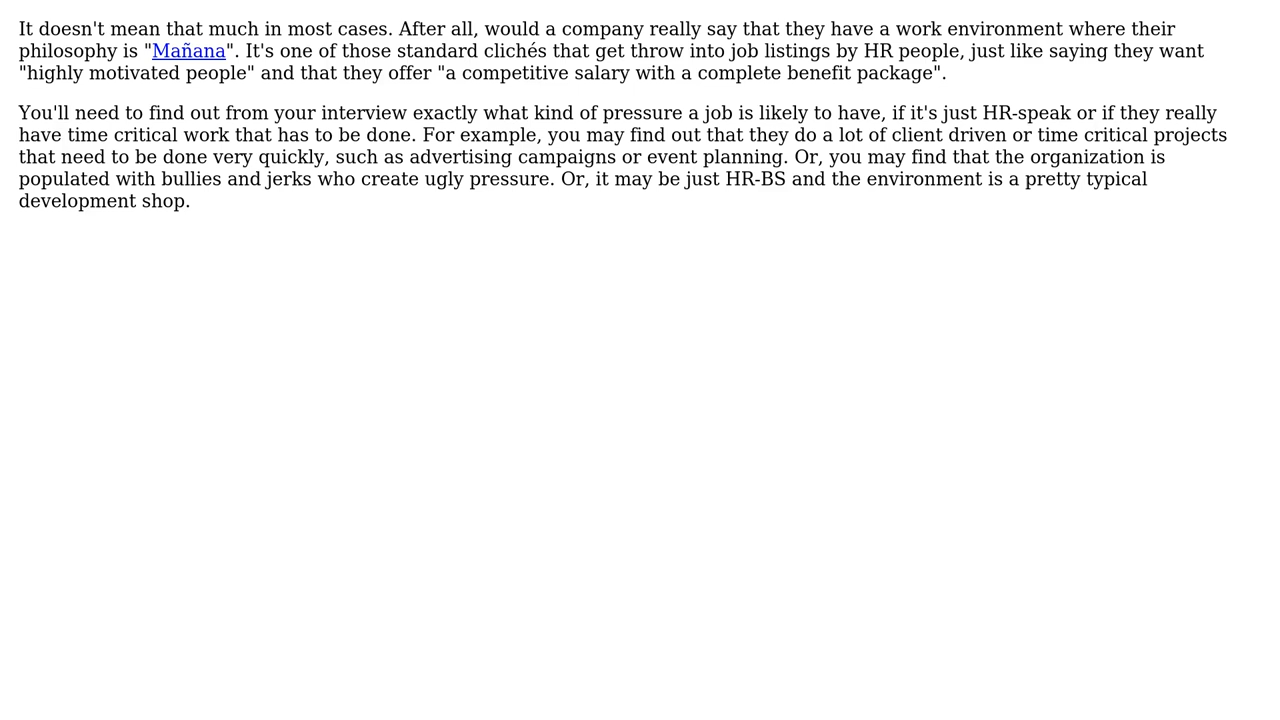 It doesn't mean that much in most cases. After all, would a company really say that they have a work environment where their
philosophy is "Mañana". It's one of those standard clichés that get throw into job listings by HR people, just like saying they want
"highly motivated people" and that they offer "a competitive salary with a complete benefit package".
You'll need to find out from your interview exactly what kind of pressure a job is likely to have, if it's just HR-speak or if they really
have time critical work that has to be done. For example, you may find out that they do a lot of client driven or time critical projects
that need to be done very quickly, such as advertising campaigns or event planning. Or, you may find that the organization is
populated with bullies and jerks who create ugly pressure. Or, it may be just HR-BS and the environment is a pretty typical
development shop.